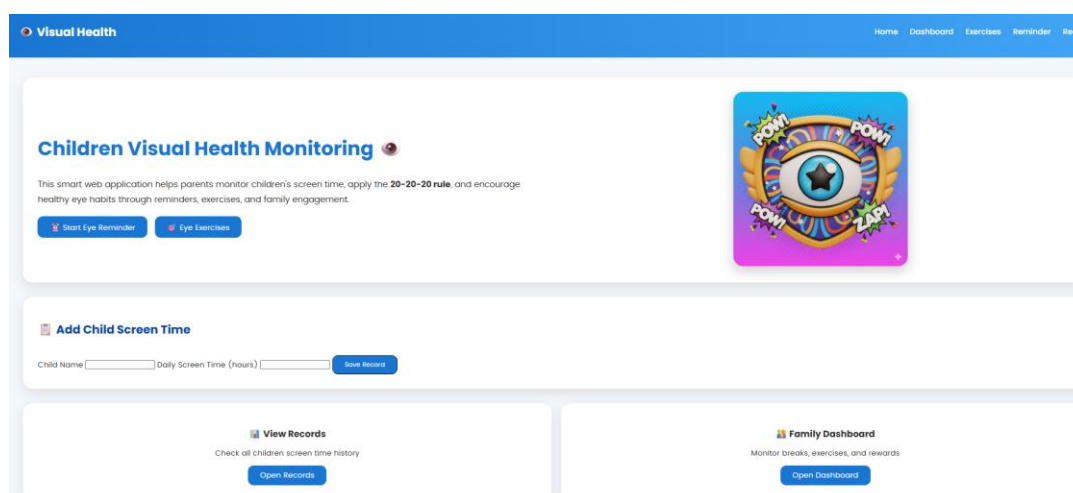 Visual Health
Home Dashboard Exercises Reminder
Children Visual Health Monitoring
This smart web application helps parents monitor children's screen time, apply the 20-20-20 rule, and encourage
healthy eye habits through reminders, exercises, and family engagement.
Start Eye Reminder Eye Exercises
POW! POW!
POW! ZAP!
Add Child Screen Time
Child Name Daily Screen Time (hours) Save Record
View Records Family Dashboard
Check all children screen time history Monitor breaks, exercises, and rewards
Open Records Open Dashboard